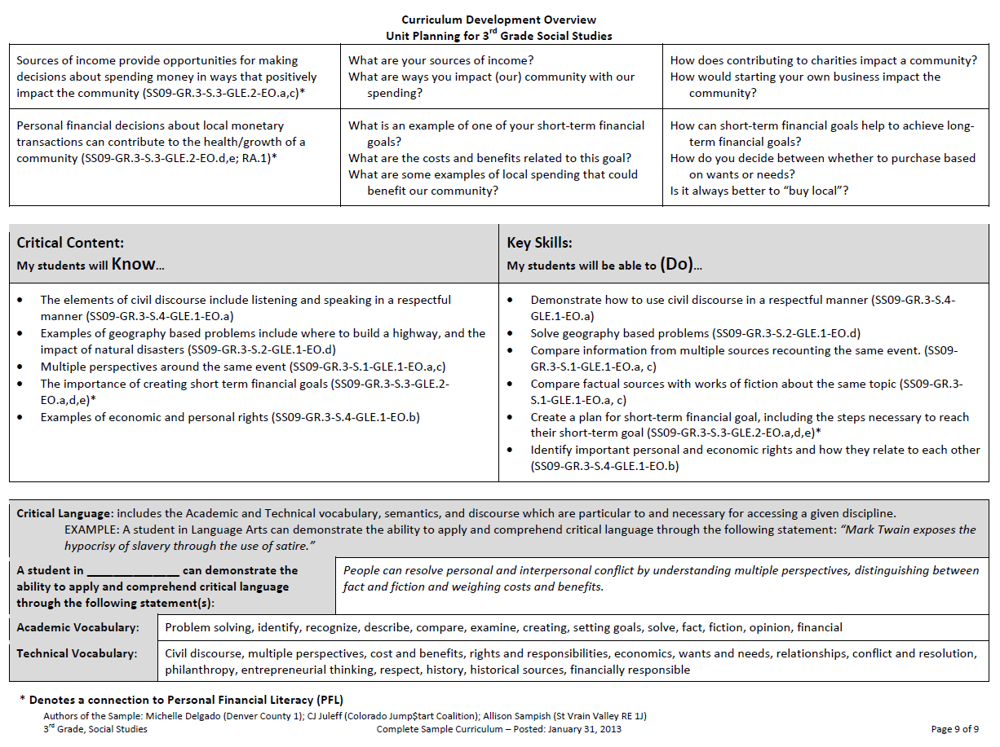 Curriculum Development Overview
Unit Planning for 3rd Grade Social Studies
Sources of income provide opportunities for making
decisions about spending money in ways that positively
impact the community (SS09-GR.3-S.3-GLE.2-EO.a,c)*
What are your sources of income?
What are ways you impact (our) community with our
spending?
How does contributing to charities impact a community?
How would starting your own business impact the
community?
Personal financial decisions about local monetary
transactions can contribute to the health/growth of a
community (SS09-GR.3-S.3-GLE.2-EO.d,e; RA.1)*
What is an example of one of your short-term financial
goals?
What are the costs and benefits related to this goal?
What are some examples of local spending that could
benefit our community?
How can short-term financial goals help to achieve long-
term financial goals?
How do you decide between whether to purchase based
on wants or needs?
Is it always better to “buy local”?
Critical Content:
My students will Know…
Key Skills:
My students will be able to (Do)…
• The elements of civil discourse include listening and speaking in a respectful
manner (SS09-GR.3-S.4-GLE.1-EO.a)
• Examples of geography based problems include where to build a highway, and the
impact of natural disasters (SS09-GR.3-S.2-GLE.1-EO.d)
• Multiple perspectives around the same event (SS09-GR.3-S.1-GLE.1-EO.a,c)
• The importance of creating short term financial goals (SS09-GR.3-S.3-GLE.2-
EO.a,d,e)*
• Examples of economic and personal rights (SS09-GR.3-S.4-GLE.1-EO.b)
• Demonstrate how to use civil discourse in a respectful manner (SS09-GR.3-S.4-
GLE.1-EO.a)
• Solve geography based problems (SS09-GR.3-S.2-GLE.1-EO.d)
• Compare information from multiple sources recounting the same event. (SS09-
GR.3-S.1-GLE.1-EO.a, c)
• Compare factual sources with works of fiction about the same topic (SS09-GR.3-
S.1-GLE.1-EO.a, c)
• Create a plan for short-term financial goal, including the steps necessary to reach
their short-term goal (SS09-GR.3-S.3-GLE.2-EO.a,d,e)*
• Identify important personal and economic rights and how they relate to each other
(SS09-GR.3-S.4-GLE.1-EO.b)
Critical Language: includes the Academic and Technical vocabulary, semantics, and discourse which are particular to and necessary for accessing a given discipline.
EXAMPLE: A student in Language Arts can demonstrate the ability to apply and comprehend critical language through the following statement: “Mark Twain exposes the
hypocrisy of slavery through the use of satire.”
A student in ______________ can demonstrate the
ability to apply and comprehend critical language
through the following statement(s):
People can resolve personal and interpersonal conflict by understanding multiple perspectives, distinguishing between
fact and fiction and weighing costs and benefits.
Academic Vocabulary:
Problem solving, identify, recognize, describe, compare, examine, creating, setting goals, solve, fact, fiction, opinion, financial
Technical Vocabulary:
Civil discourse, multiple perspectives, cost and benefits, rights and responsibilities, economics, wants and needs, relationships, conflict and resolution,
philanthropy, entrepreneurial thinking, respect, history, historical sources, financially responsible
* Denotes a connection to Personal Financial Literacy (PFL)
Authors of the Sample: Michelle Delgado (Denver County 1); CJ Juleff (Colorado Jump$tart Coalition); Allison Sampish (St Vrain Valley RE 1J)
3rd Grade, Social Studies Complete Sample Curriculum – Posted: January 31, 2013 Page 9 of 9